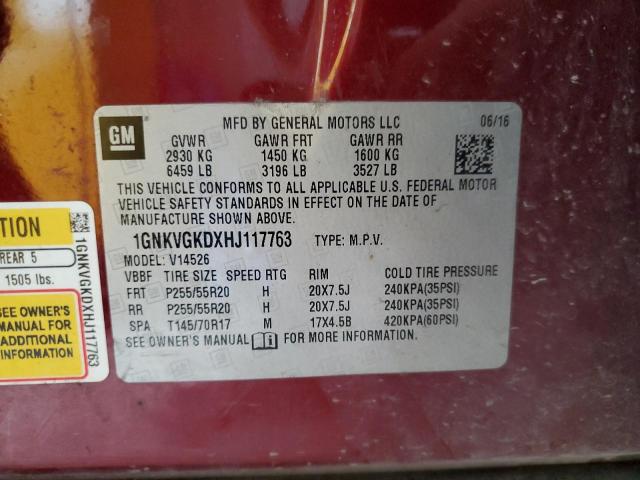 GM
MFD BY GENERAL MOTORS LLC 06/16
GVWR GAWR FRT GAWR RR
2930 KG 1450 KG 1600 KG
6459 LB 3196 LB 3527 LB
THIS VEHICLE CONFORMS TO ALL APPLICABLE U.S. FEDERAL MOTOR
VEHICLE SAFETY STANDARDS IN EFFECT ON THE DATE OF
MANUFACTURE SHOWN ABOVE.
1GNKVGKDXHJ117763 TYPE: M.P.V.
MODEL: V14526
VBBF TIRE SIZE SPEED RTG RIM COLD TIRE PRESSURE
FRT P255/55R20 H 20X7.5J 240KPA(35PSI)
RR P255/55R20 H 20X7.5J 240KPA(35PSI)
SPA T145/70R17 M 17X4.5B 420KPA(60PSI)
SEE OWNER'S MANUAL i FOR MORE INFORMATION.
REAR 5
1505 lbs.
SEE OWNER'S
MANUAL FOR
ADDITIONAL
INFORMATION
1GNKVGKDXHJ117763